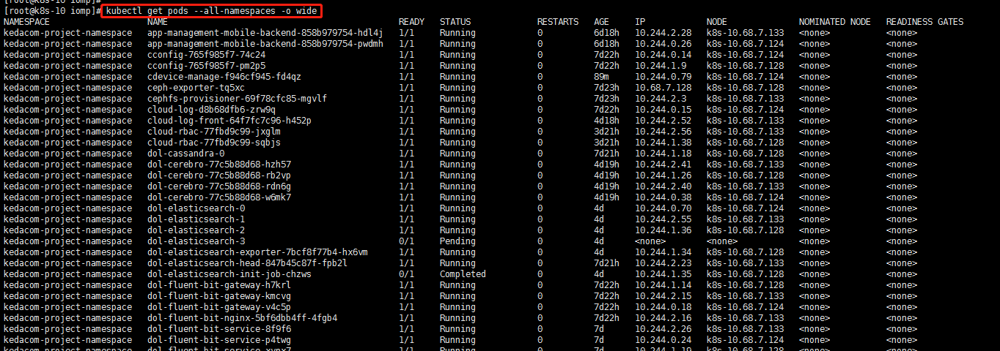 [root@k8s-10 iomp]#
[root@k8s-10 iomp]# kubectl get pods --all-namespaces -o wide
NAMESPACE NAME READY STATUS RESTARTS AGE IP NODE NOMINATED NODE READINESS GATES
kedacom-project-namespace app-management-mobile-backend-858b979754-hdl4j 1/1 Running 0 6d18h 10.244.2.28 k8s-10.68.7.133 <none> <none>
kedacom-project-namespace app-management-mobile-backend-858b979754-pwdmh 1/1 Running 0 6d18h 10.244.0.26 k8s-10.68.7.124 <none> <none>
kedacom-project-namespace cconfig-765f985f7-74c24 1/1 Running 0 7d22h 10.244.0.14 k8s-10.68.7.124 <none> <none>
kedacom-project-namespace cconfig-765f985f7-pm2p5 1/1 Running 0 7d22h 10.244.1.9 k8s-10.68.7.128 <none> <none>
kedacom-project-namespace cdevice-manage-f946cf945-fd4qz 1/1 Running 0 89m 10.244.0.79 k8s-10.68.7.124 <none> <none>
kedacom-project-namespace ceph-exporter-tq5xc 1/1 Running 0 7d23h 10.68.7.128 k8s-10.68.7.128 <none> <none>
kedacom-project-namespace cephfs-provisioner-69f78cfc85-mgvlf 1/1 Running 0 7d23h 10.244.2.3 k8s-10.68.7.133 <none> <none>
kedacom-project-namespace cloud-log-d8b68dfb6-zrw9q 1/1 Running 0 7d22h 10.244.0.15 k8s-10.68.7.124 <none> <none>
kedacom-project-namespace cloud-log-front-64f7fc7c96-h452p 1/1 Running 0 4d18h 10.244.2.52 k8s-10.68.7.133 <none> <none>
kedacom-project-namespace cloud-rbac-77fbd9c99-jxglm 1/1 Running 0 3d21h 10.244.2.56 k8s-10.68.7.133 <none> <none>
kedacom-project-namespace cloud-rbac-77fbd9c99-sqbjs 1/1 Running 0 3d21h 10.244.1.38 k8s-10.68.7.128 <none> <none>
kedacom-project-namespace dol-cassandra-0 1/1 Running 0 7d21h 10.244.1.18 k8s-10.68.7.128 <none> <none>
kedacom-project-namespace dol-cerebro-77c5b88d68-hzh57 1/1 Running 0 4d19h 10.244.2.41 k8s-10.68.7.133 <none> <none>
kedacom-project-namespace dol-cerebro-77c5b88d68-rb2vp 1/1 Running 0 4d19h 10.244.1.26 k8s-10.68.7.128 <none> <none>
kedacom-project-namespace dol-cerebro-77c5b88d68-rdn6g 1/1 Running 0 4d19h 10.244.2.40 k8s-10.68.7.133 <none> <none>
kedacom-project-namespace dol-cerebro-77c5b88d68-w6mk7 1/1 Running 0 4d19h 10.244.0.38 k8s-10.68.7.124 <none> <none>
kedacom-project-namespace dol-elasticsearch-0 1/1 Running 0 4d 10.244.0.70 k8s-10.68.7.124 <none> <none>
kedacom-project-namespace dol-elasticsearch-1 1/1 Running 0 4d 10.244.2.55 k8s-10.68.7.133 <none> <none>
kedacom-project-namespace dol-elasticsearch-2 1/1 Running 0 4d 10.244.1.36 k8s-10.68.7.128 <none> <none>
kedacom-project-namespace dol-elasticsearch-3 0/1 Pending 0 4d <none> <none> <none> <none>
kedacom-project-namespace dol-elasticsearch-exporter-7bcf8f77b4-hx6vm 1/1 Running 0 4d 10.244.1.34 k8s-10.68.7.128 <none> <none>
kedacom-project-namespace dol-elasticsearch-head-847b45c87f-fpb2l 1/1 Running 0 7d21h 10.244.2.23 k8s-10.68.7.133 <none> <none>
kedacom-project-namespace dol-elasticsearch-init-job-chzws 0/1 Completed 0 4d 10.244.1.35 k8s-10.68.7.128 <none> <none>
kedacom-project-namespace dol-fluent-bit-gateway-h7krl 1/1 Running 0 7d22h 10.244.1.14 k8s-10.68.7.128 <none> <none>
kedacom-project-namespace dol-fluent-bit-gateway-kmcvg 1/1 Running 0 7d22h 10.244.2.15 k8s-10.68.7.133 <none> <none>
kedacom-project-namespace dol-fluent-bit-gateway-v4c5p 1/1 Running 0 7d22h 10.244.0.18 k8s-10.68.7.124 <none> <none>
kedacom-project-namespace dol-fluent-bit-nginx-5bf6dbb4ff-4fgb4 1/1 Running 0 7d22h 10.244.2.16 k8s-10.68.7.133 <none> <none>
kedacom-project-namespace dol-fluent-bit-service-8f9f6 1/1 Running 0 7d 10.244.2.26 k8s-10.68.7.133 <none> <none>
kedacom-project-namespace dol-fluent-bit-service-p4twg 1/1 Running 0 7d 10.244.0.24 k8s-10.68.7.124 <none> <none>
kedacom-project-namespace 1/1 Running 0 7d 10.244.1.19 k8s-10.68.7.128 <none> <none>